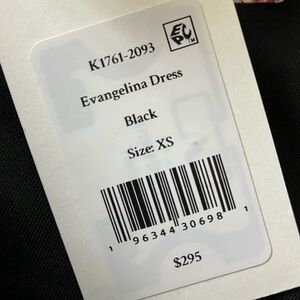 K1761-2093
Evangelina Dress
Black
Size: XS
1 96344 30698 1
$295